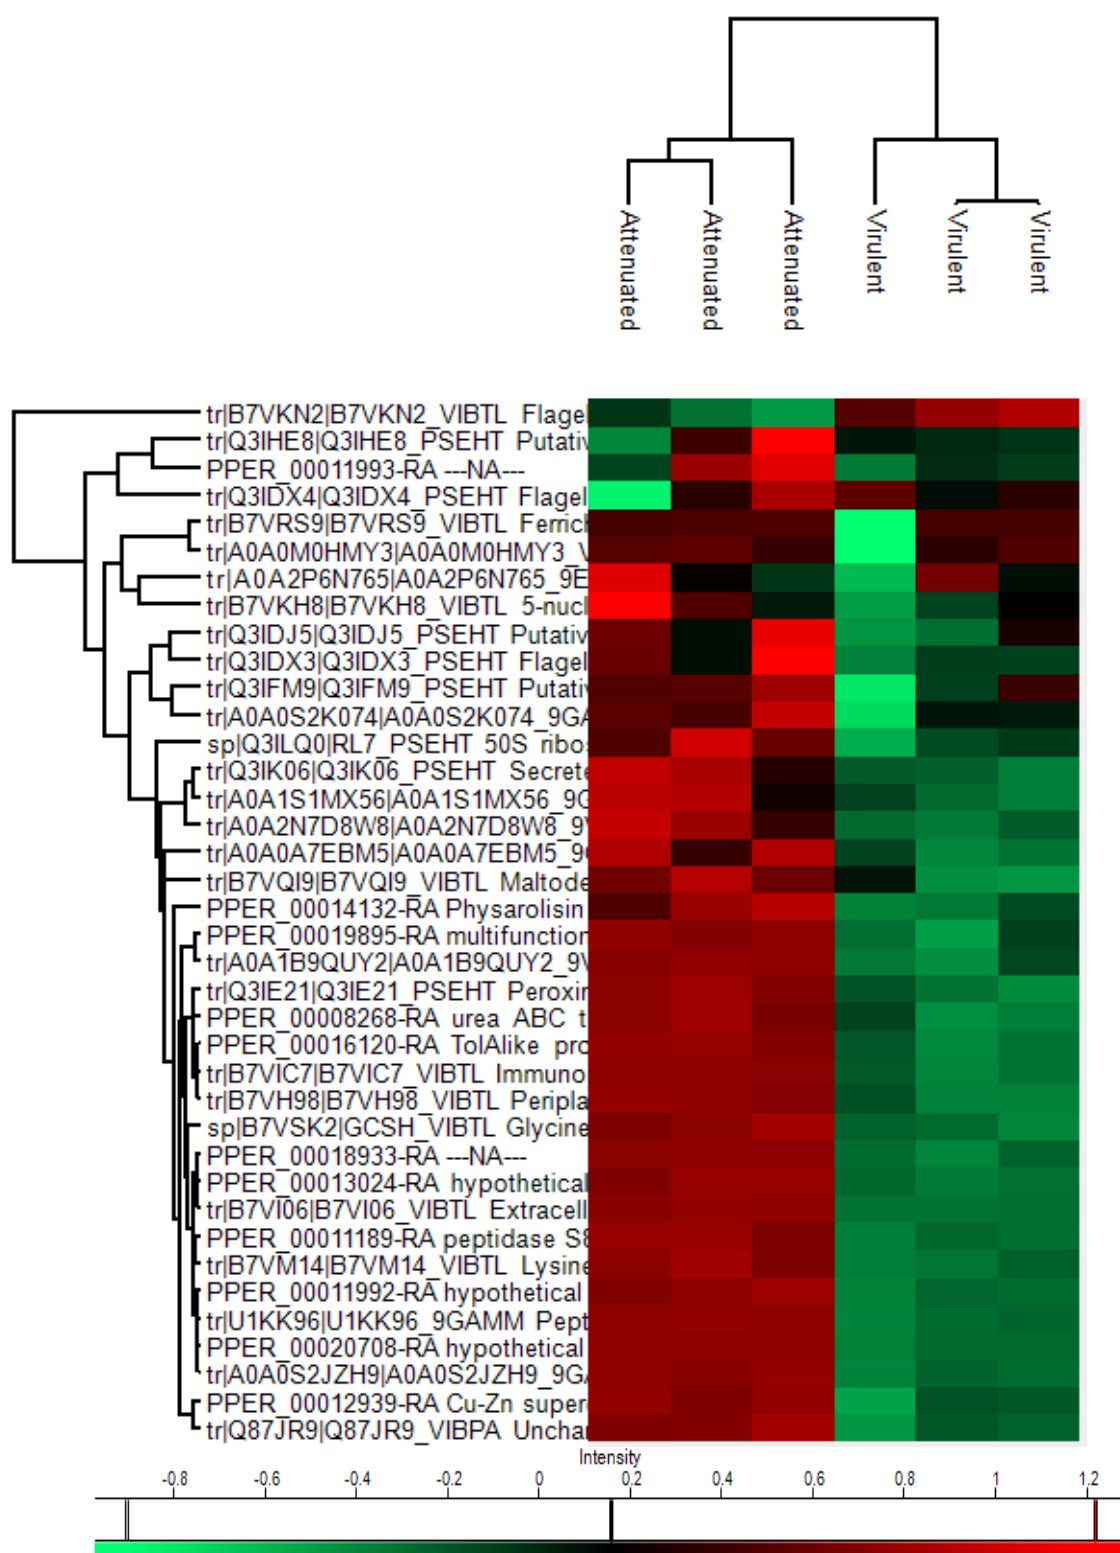 Attenuated
Attenuated
Attenuated
Virulent
Virulent
Virulent
tr|B7VKN2|B7VKN2_VIBTL Flagel
tr|Q3IHE8|Q3IHE8_PSEHT Putativ
PPER_00011993-RA ---NA---
tr|Q3IDX4|Q3IDX4_PSEHT Flagel
tr|B7VRS9|B7VRS9_VIBTL Ferric
tr|A0A0M0HMY3|A0A0M0HMY3_V
tr|A0A2P6N765|A0A2P6N765_9E
tr|B7VKH8|B7VKH8_VIBTL 5-nucl
tr|Q3IDJ5|Q3IDJ5_PSEHT Putativ
tr|Q3IDX3|Q3IDX3_PSEHT Flagel
tr|Q3IFM9|Q3IFM9_PSEHT Putativ
tr|A0A0S2K074|A0A0S2K074_9GA
sp|Q3ILQ0|RL7_PSEHT 50S ribos
tr|Q3IK06|Q3IK06_PSEHT Secrete
tr|A0A1S1MX56|A0A1S1MX56_9G
tr|A0A2N7D8W8|A0A2N7D8W8_9V
tr|A0A0A7EBM5|A0A0A7EBM5_9G
tr|B7VQI9|B7VQI9_VIBTL Maltode
PPER_00014132-RA Physarolisin
PPER_00019895-RA multifunction
tr|A0A1B9QUY2|A0A1B9QUY2_9V
tr|Q3IE21|Q3IE21_PSEHT Peroxir
PPER_00008268-RA urea ABC t
PPER_00016120-RA TolAlike pro
tr|B7VIC7|B7VIC7_VIBTL Immuno
tr|B7VH98|B7VH98_VIBTL Peripla
sp|B7VSK2|GCSH_VIBTL Glycine
PPER_00018933-RA ---NA---
PPER_00013024-RA hypothetical
tr|B7VI06|B7VI06_VIBTL Extracell
PPER_00011189-RA peptidase S8
tr|B7VM14|B7VM14_VIBTL Lysine
PPER_00011992-RA hypothetical
tr|U1KK96|U1KK96_9GAMM Pept
PPER_00020708-RA hypothetical
tr|A0A0S2JZH9|A0A0S2JZH9_9GA
PPER_00012939-RA Cu-Zn super
tr|Q87JR9|Q87JR9_VIBPA Unchar
Intensity
-0.8 -0.6 -0.4 -0.2 0 0.2 0.4 0.6 0.8 1 1.2